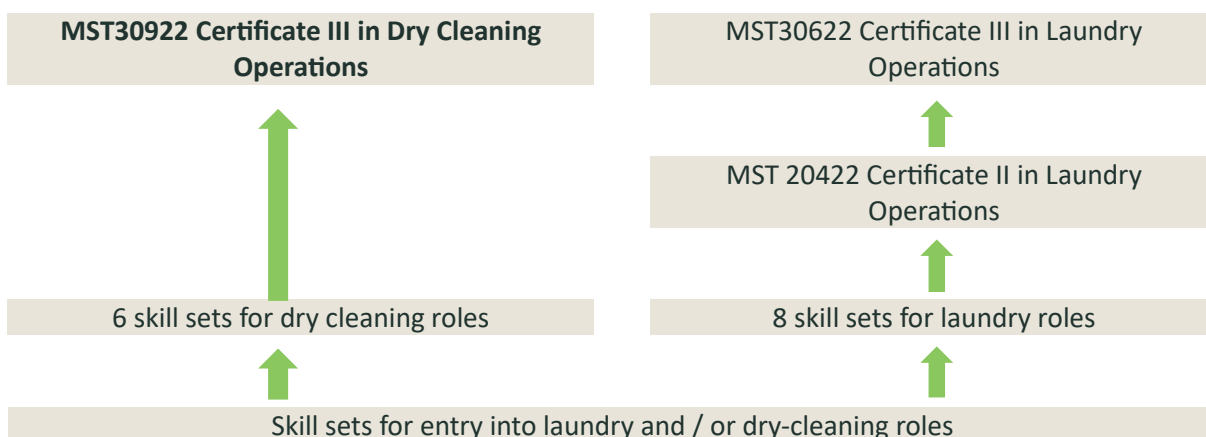 MST30922 Certificate III in Dry Cleaning
Operations
MST30622 Certificate III in Laundry
Operations
MST 20422 Certificate II in Laundry
Operations
6 skill sets for dry cleaning roles
8 skill sets for laundry roles
Skill sets for entry into laundry and / or dry-cleaning roles